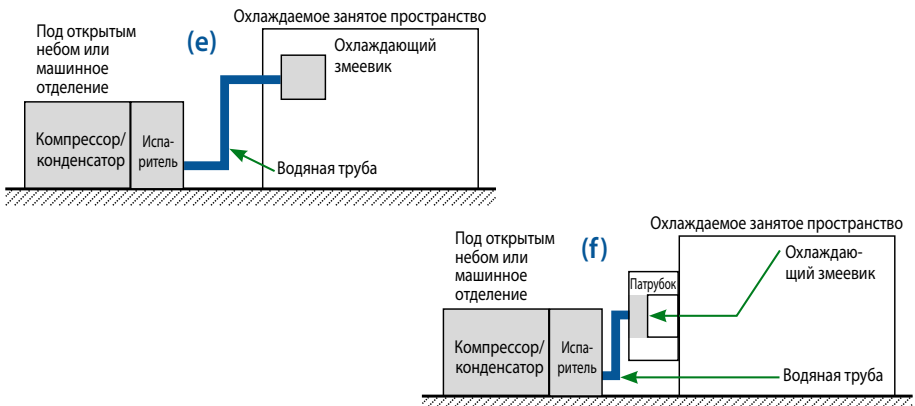 Охлаждаемое занятое пространство
Под открытым
небом или
машинное
отделение
(e)
Охлаждающий
змеевик
Компрессор/
конденсатор
Испа-
ритель
Водяная труба
Охлаждаемое занятое пространство
Под открытым
небом или
машинное
отделение
(f)
Охлаждаю-
щий змеевик
Патрубок
Компрессор/
конденсатор
Испа-
ритель
Водяная труба